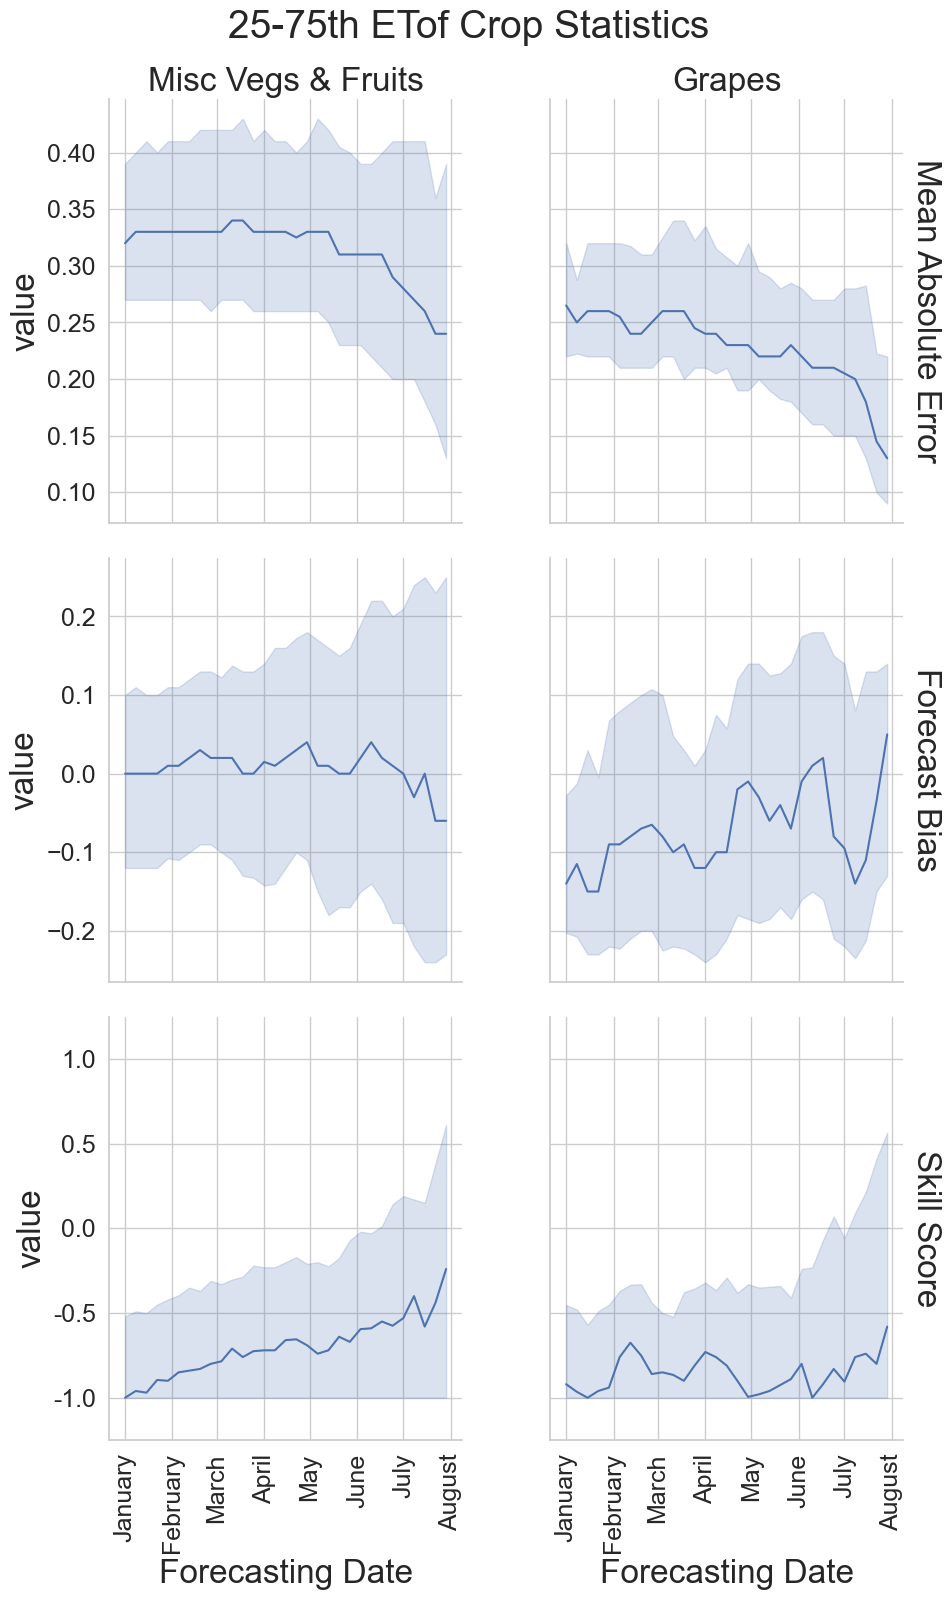 25-75th ETof Crop Statistics
Misc Vegs & Fruits
Grapes
0.40
0.35
0.30
0.25
0.20
0.15
0.10
value
Mean Absolute Error
0.2
0.1
0.0
−0.1
−0.2
value
Forecast Bias
1.0
0.5
0.0
-0.5
-1.0
value
Skill Score
January
February
March
April
May
June
July
August
Forecasting Date
January
February
March
April
May
June
July
August
Forecasting Date